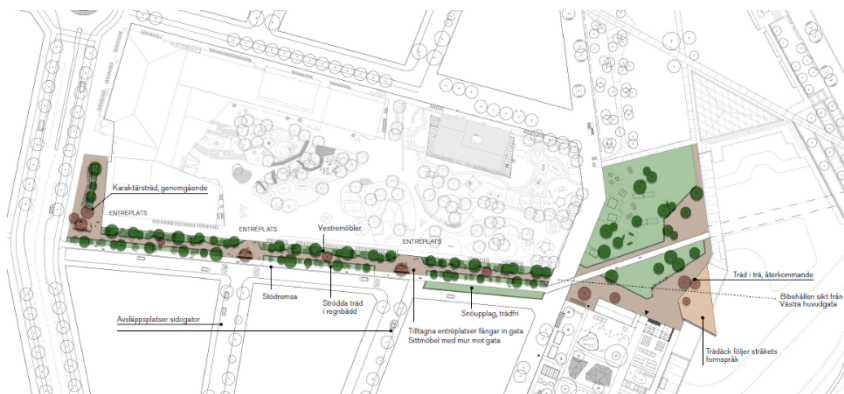 Karaktärsträd, genomgående
ENTRÉPLATS
ENTRÉPLATS
Vestremöbler
ENTRÉPLATS
Stödremsa
Strödda träd
i regnbädd
Avsläppsplatser sidogator
Snöupplag, trädfri
Tilltagna entréplatser fångar in gata
Sittmöbel med mur mot gata
Träd i trä, återkommande
Bibehållen sikt från
Västra huvudgata
Trädäck följer stråkets
formspråk